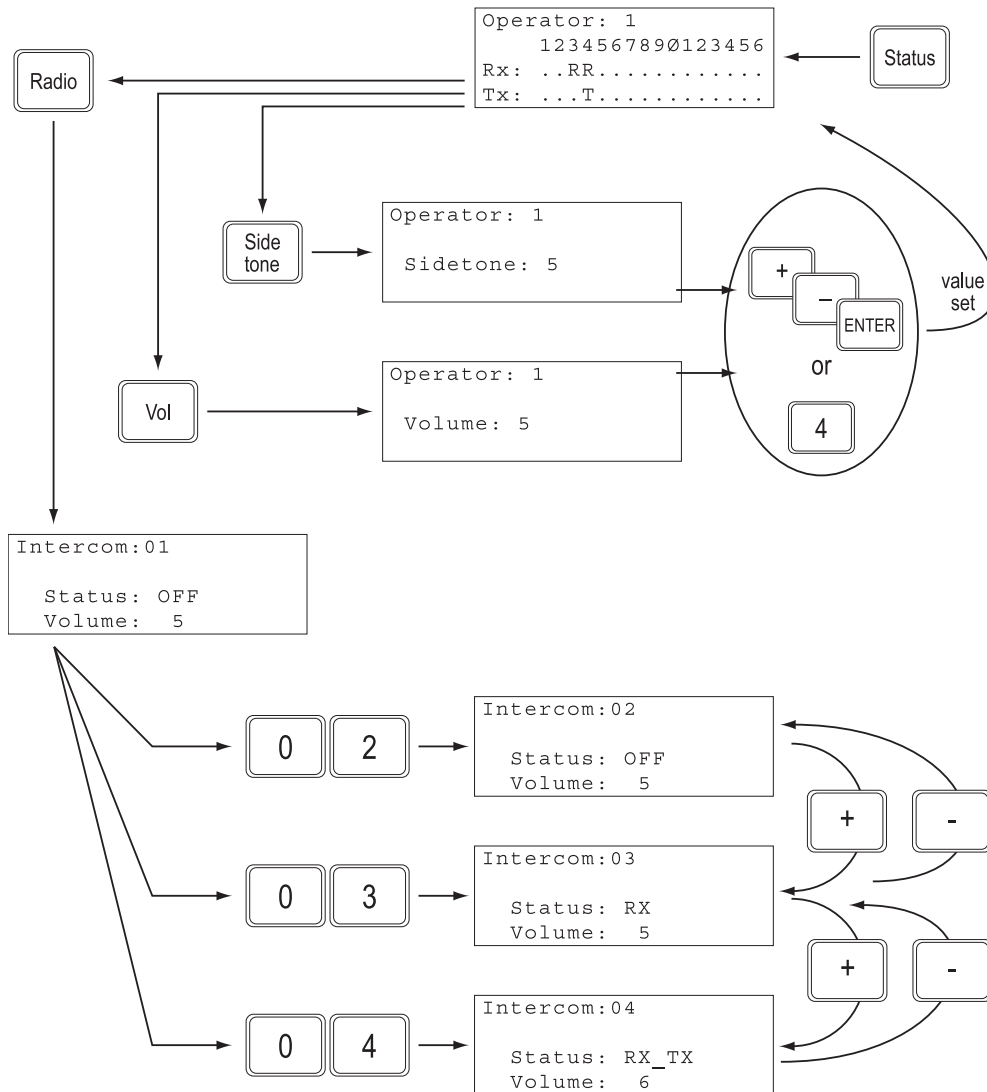 Operator: 1
123456789Ø123456
Rx: ..RR............
Tx: ...T............
Status
Radio
Side
tone
Operator: 1
Sidetone: 5
+
–
ENTER
or
4
value
set
Vol
Operator: 1
Volume: 5
Intercom:01
Status: OFF
Volume: 5
0 2
Intercom:02
Status: OFF
Volume: 5
+ -
0 3
Intercom:03
Status: RX
Volume: 5
+ -
0 4
Intercom:04
Status: RX_TX
Volume: 6